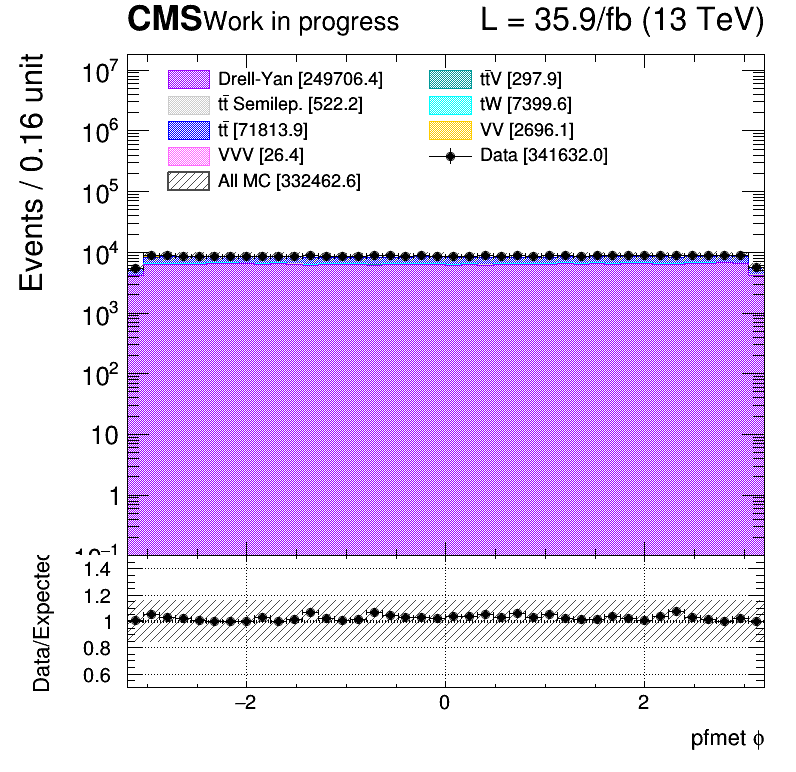 CMS Work in progress L = 35.9/fb (13 TeV)
Events / 0.16 unit
10⁷
10⁶
10⁵
10⁴
10³
10²
10
1
10⁻¹
Drell-Yan [249706.4]
tt̄ Semilep. [522.2]
tt̄ [71813.9]
VVV [26.4]
All MC [332462.6]
tt̄V [297.9]
tW [7399.6]
VV [2696.1]
Data [341632.0]
Data/Expected
1.4
1.2
1
0.8
0.6
−2 0 2
pfmet ϕ